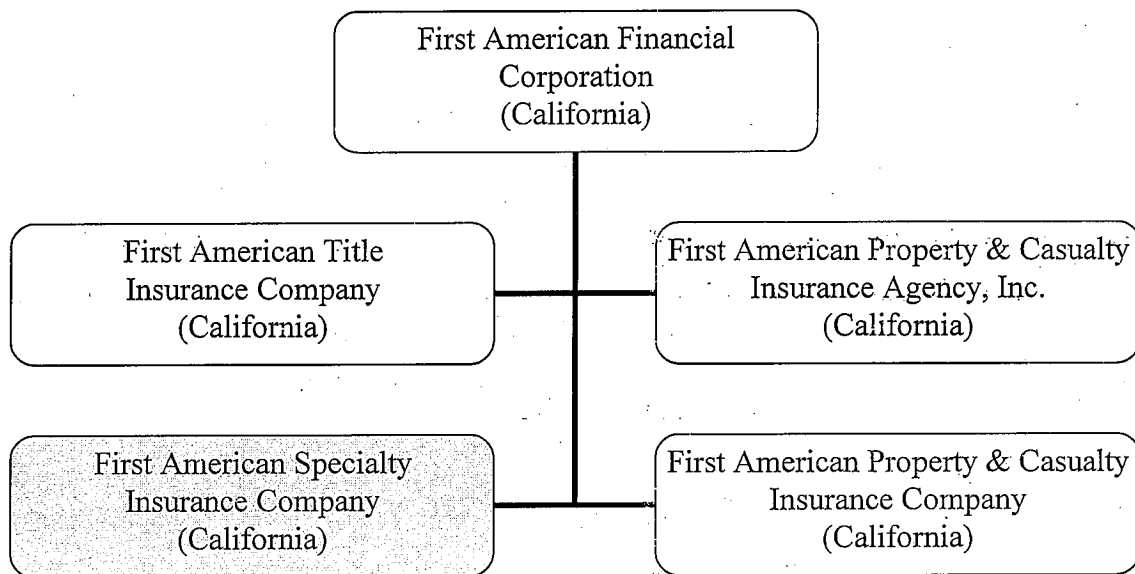 First American Financial
Corporation
(California)
First American Title
Insurance Company
(California)
First American Property & Casualty
Insurance Agency, Inc.
(California)
First American Specialty
Insurance Company
(California)
First American Property & Casualty
Insurance Company
(California)